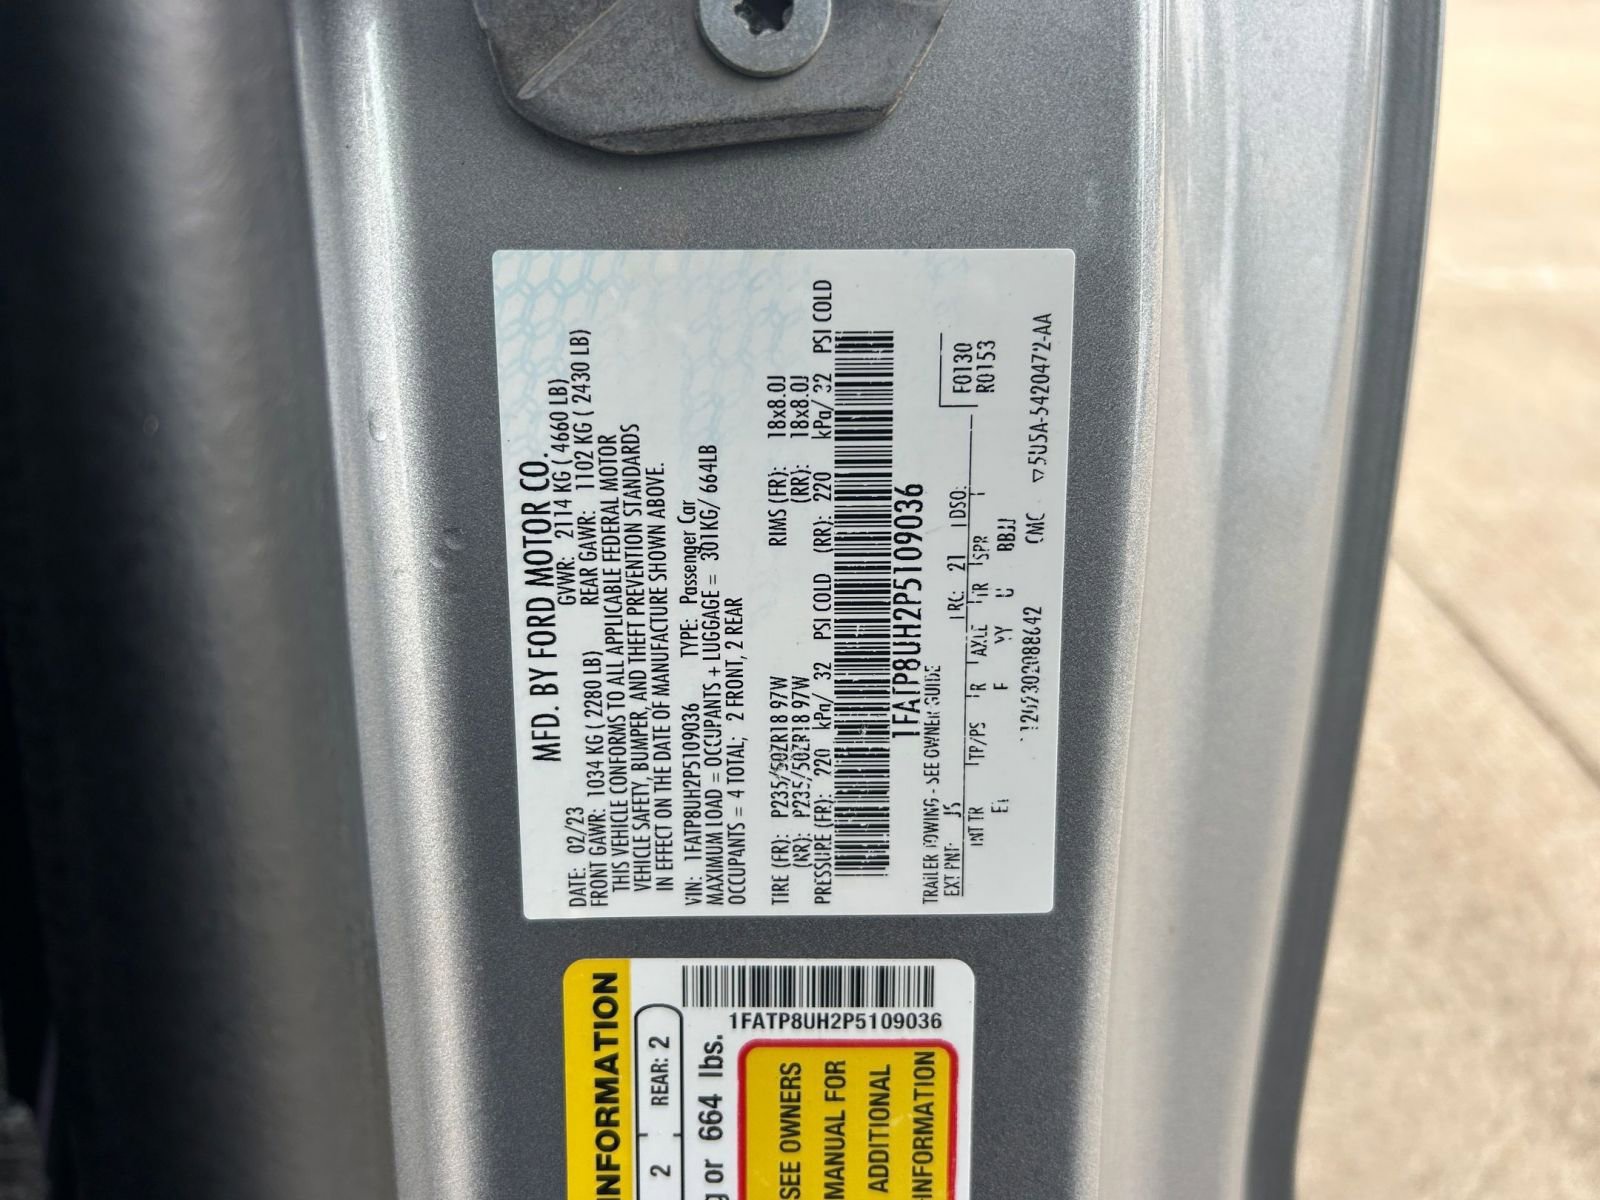 MFD. BY FORD MOTOR CO.
DATE: 02/23 GVWR: 2114 KG ( 4660 LB)
FRONT GAWR: 1034 KG ( 2280 LB) REAR GAWR: 1102 KG ( 2430 LB)
THIS VEHICLE CONFORMS TO ALL APPLICABLE FEDERAL MOTOR
VEHICLE SAFETY, BUMPER, AND THEFT PREVENTION STANDARDS
IN EFFECT ON THE DATE OF MANUFACTURE SHOWN ABOVE.
VIN: 1FATP8UH2P5109036 TYPE: Passenger Car
MAXIMUM LOAD = OCCUPANTS + LUGGAGE = 301KG/ 664LB
OCCUPANTS = 4 TOTAL; 2 FRONT, 2 REAR
TIRE (FR): P235/50ZR18 97W RIMS (FR): 18x8.0J
(RR): P235/50ZR18 97W (RR): 18x8.0J
PRESSURE (FR): 220 kPa/ 32 PSI COLD (RR): 220 kPa/ 32 PSI COLD
1FATP8UH2P5109036
TRAILER TOWING - SEE OWNER GUIDE F0130
EXT PNT: J5 RC: 21 DSO: R0153
INT TR TP/PS R AXLE TR SPR
F YY U BBJJ
CMC ▽5U5A-5420472-AA
INFORMATION
2 REAR: 2
1FATP8UH2P5109036
or 664 lbs.
SEE OWNERS
MANUAL FOR
ADDITIONAL
INFORMATION